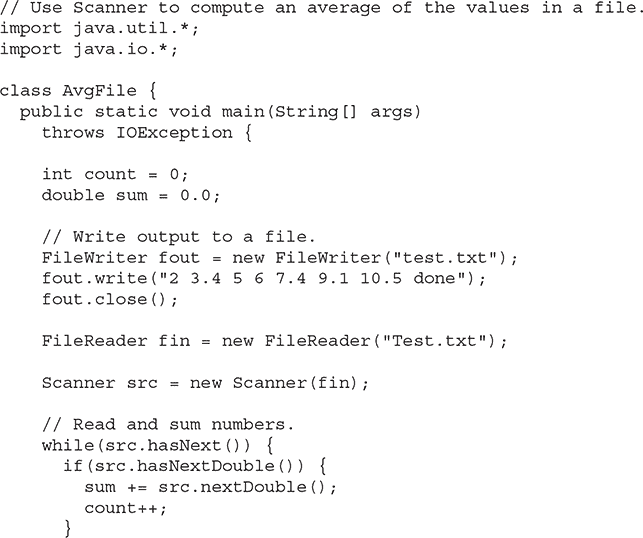 // Use Scanner to compute an average of the values in a file.
import java.util.*;
import java.io.*;

class AvgFile {
  public static void main(String[] args)
    throws IOException {

    int count = 0;
    double sum = 0.0;

    // Write output to a file.
    FileWriter fout = new FileWriter("test.txt");
    fout.write("2 3.4 5 6 7.4 9.1 10.5 done");
    fout.close();

    FileReader fin = new FileReader("Test.txt");

    Scanner src = new Scanner(fin);

    // Read and sum numbers.
    while(src.hasNext()) {
      if(src.hasNextDouble()) {
        sum += src.nextDouble();
        count++;
      }